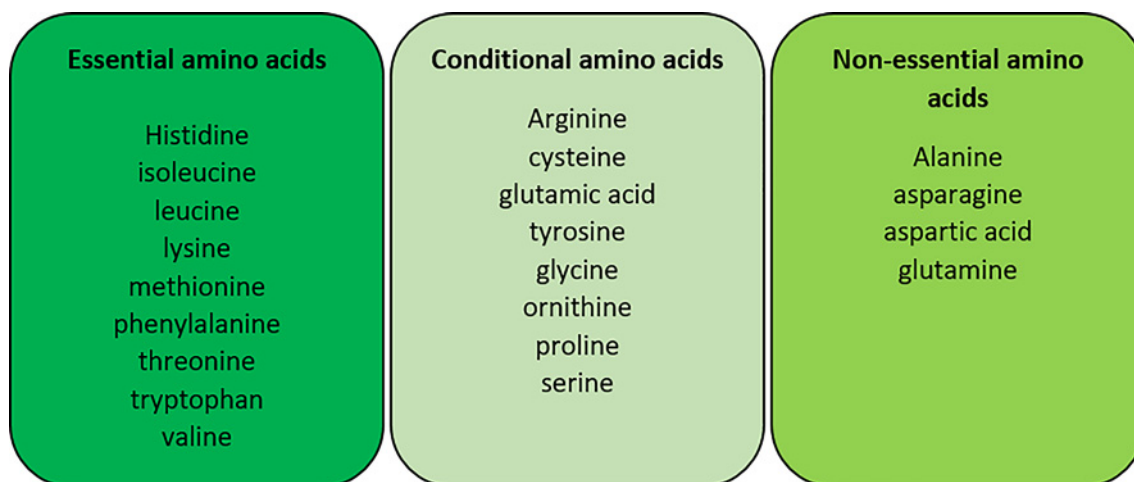 Essential amino acids
Histidine
isoleucine
leucine
lysine
methionine
phenylalanine
threonine
tryptophan
valine
Conditional amino acids
Arginine
cysteine
glutamic acid
tyrosine
glycine
ornithine
proline
serine
Non-essential amino
acids
Alanine
asparagine
aspartic acid
glutamine